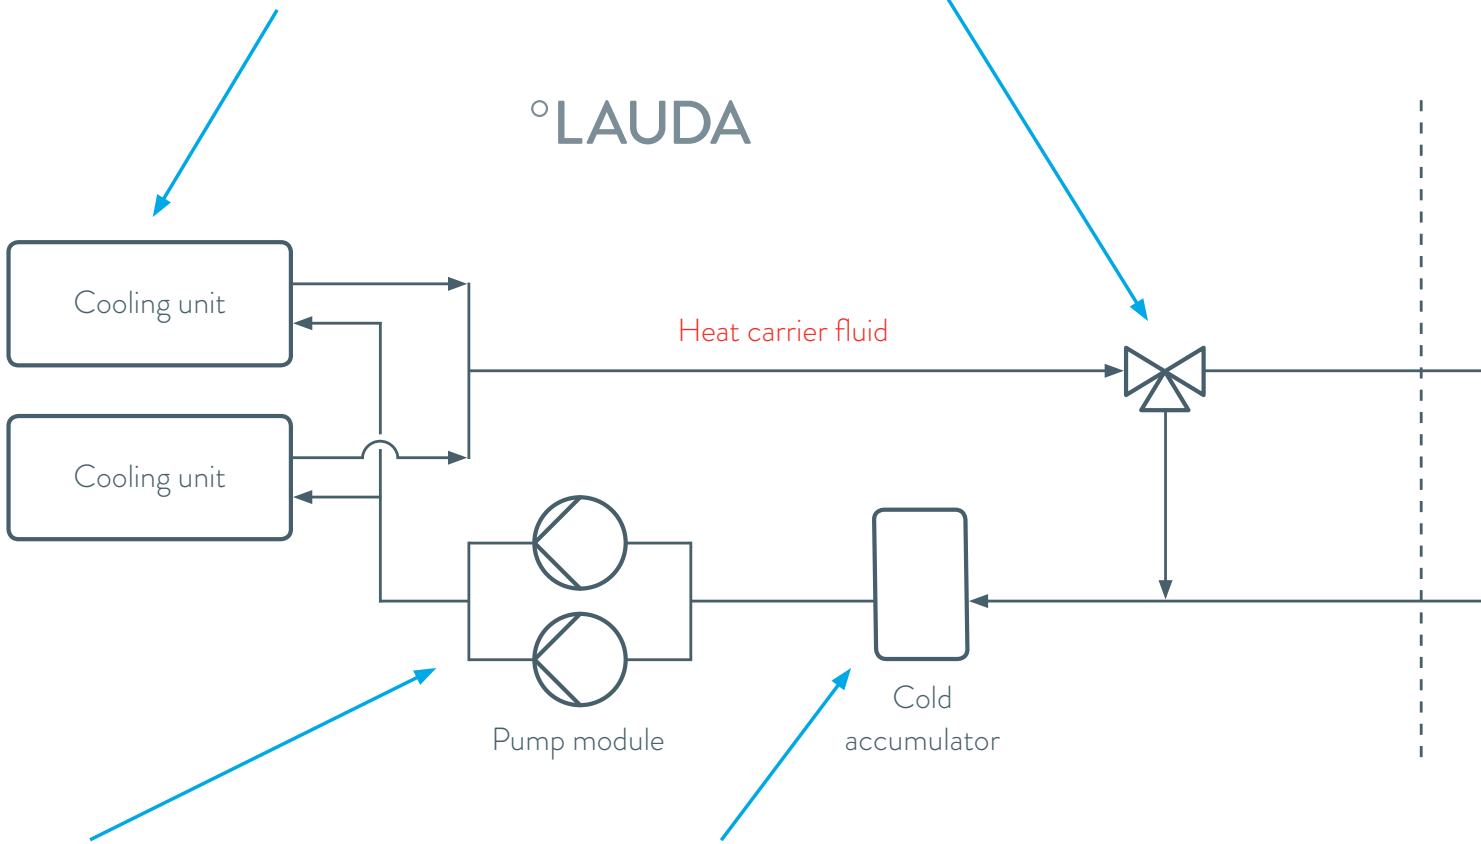 °LAUDA
Cooling unit
Heat carrier fluid
Cooling unit
Pump module
Cold
accumulator